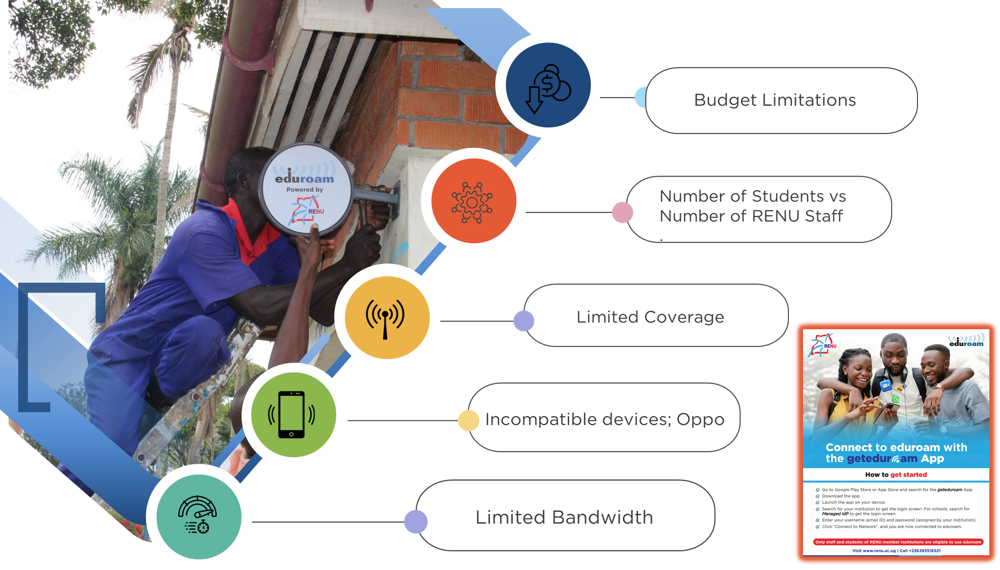 Budget Limitations
Number of Students vs
Number of RENU Staff
.
Limited Coverage
Incompatible devices; Oppo
Limited Bandwidth
eduroam
Powered by
RENU
RENU
eduroam
Connect to eduroam with
the geteduroam App
How to get started
Go to Google Play Store or App Store and search for the geteduroam App.
Download the app.
Launch the app on your device.
Search for your institution to get the login screen. For schools, search for
Managed IdP to get the login screen.
Enter your username (email ID) and password (assigned by your institution).
Click “Connect to Network”, and you are now connected to eduroam.
Only staff and students of RENU member institutions are eligible to use eduroam
Visit www.renu.ac.ug | Call +256393516521